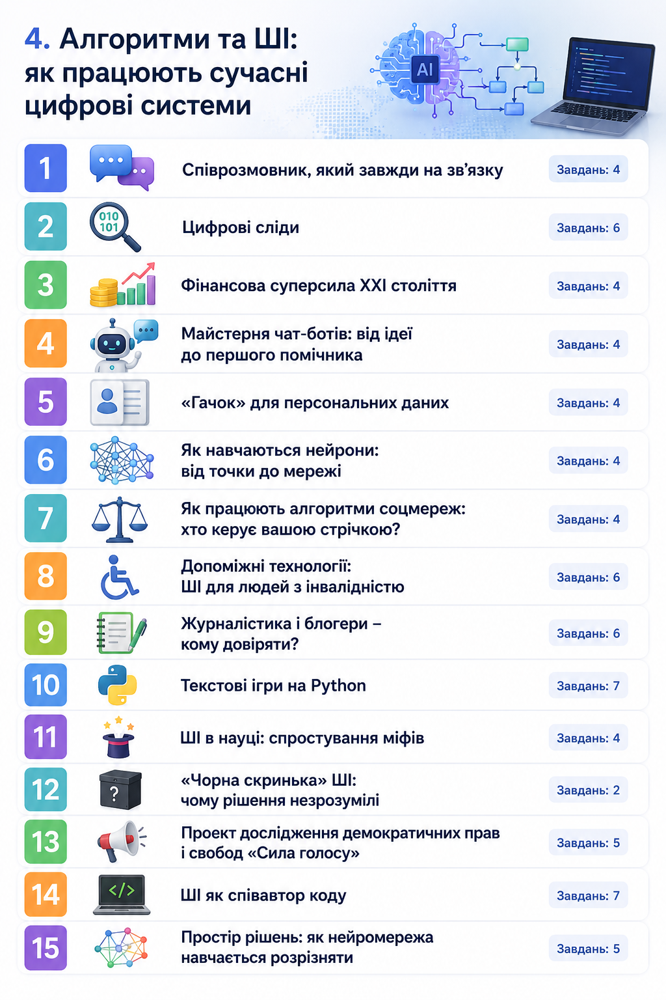 4. Алгоритми та ШІ:
як працюють сучасні
цифрові системи
AI
1
Співрозмовник, який завжди на зв’язку
Завдань: 4
2
010
101
Цифрові сліди
Завдань: 6
3
Фінансова суперсила XXI століття
Завдань: 4
4
Майстерня чат-ботів: від ідеї
до першого помічника
Завдань: 4
5
«Гачок» для персональних даних
Завдань: 4
6
Як навчаються нейрони:
від точки до мережі
Завдань: 4
7
Як працюють алгоритми соцмереж:
хто керує вашою стрічкою?
Завдань: 4
8
Допоміжні технології:
ШІ для людей з інвалідністю
Завдань: 6
9
Журналістика і блогери –
кому довіряти?
Завдань: 6
10
Текстові ігри на Python
Завдань: 7
11
ШІ в науці: спростування міфів
Завдань: 4
12
?
«Чорна скринька» ШІ:
чому рішення незрозумілі
Завдань: 2
13
Проект дослідження демократичних прав
і свобод «Сила голосу»
Завдань: 5
14
</>
ШІ як співавтор коду
Завдань: 7
15
Простір рішень: як нейромережа
навчається розрізняти
Завдань: 5